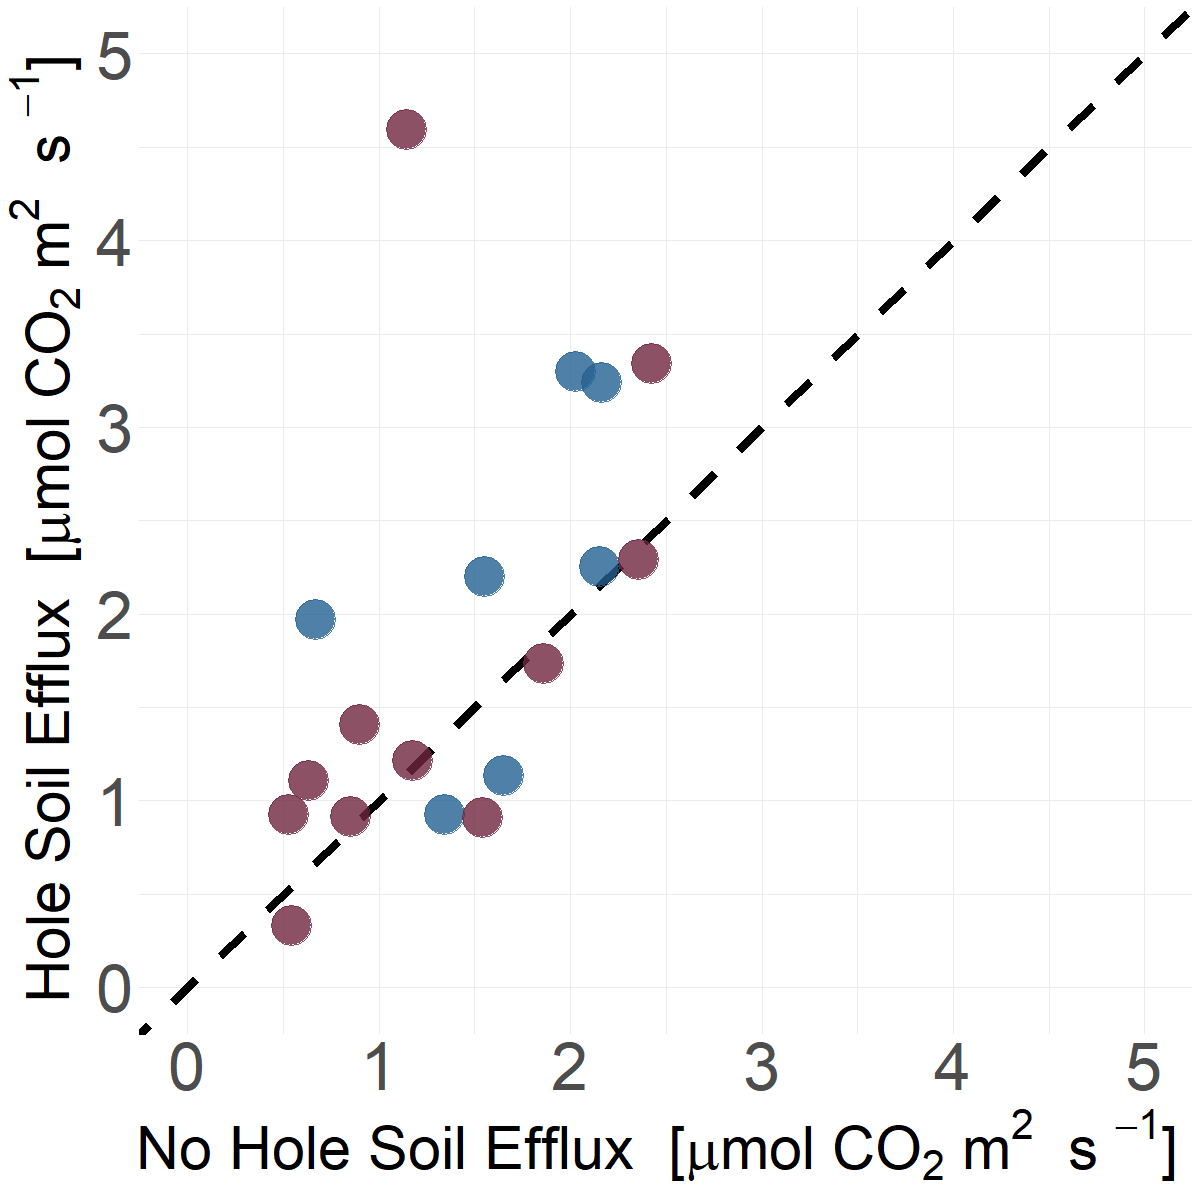 Hole Soil Efflux [μmol CO₂ m² s⁻¹]
5
4
3
2
1
0
0 1 2 3 4 5
No Hole Soil Efflux [μmol CO₂ m² s⁻¹]